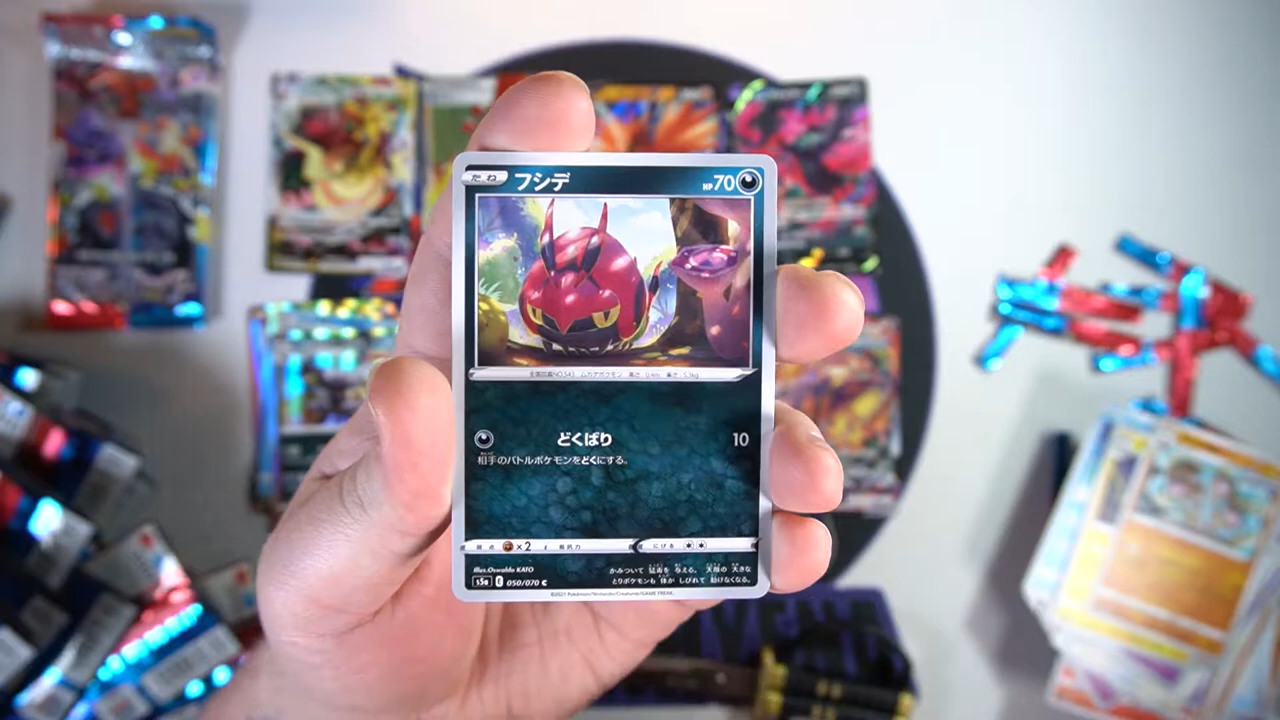 たね フシデ HP70
全国図鑑NO.543 ムカデポケモン 高さ:0.4m 重さ:5.3kg
どくばり 10
相手のバトルポケモンをどくにする。
弱点 ×2 抵抗力 にげる
Illus.Oswaldo KATO
かみついて 猛毒を 与える。天敵の 大きな
とりポケモンも 体が しびれて 動けなくなる。
s5a 050/070 C
©2021 Pokémon/Nintendo/Creatures/GAME FREAK.